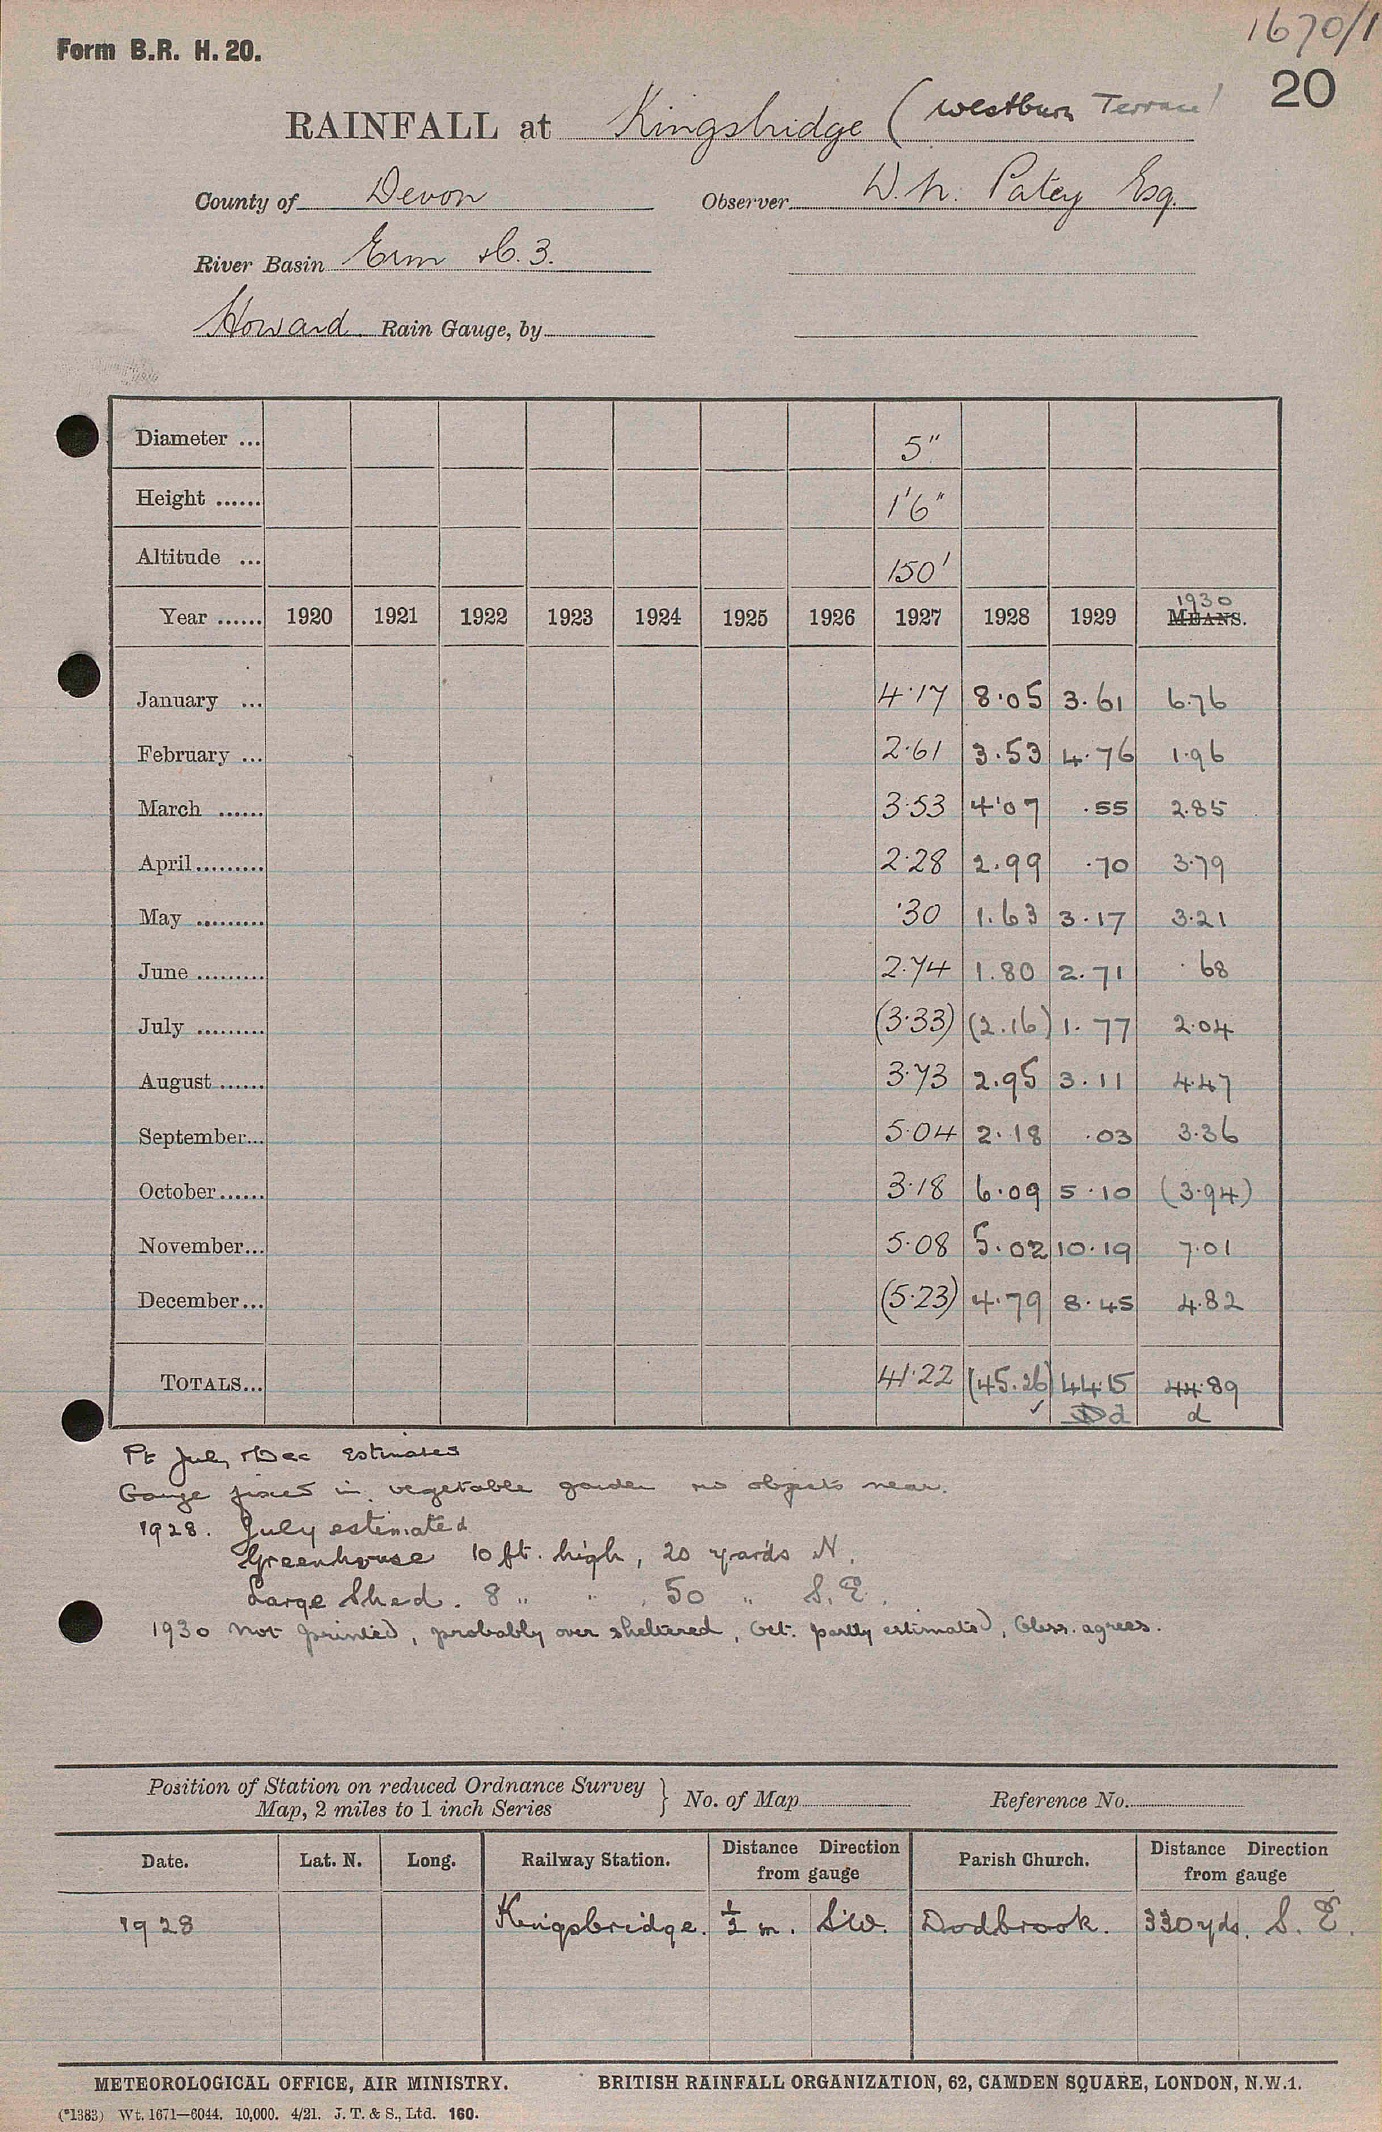 1670/1
Form B.R. H. 20.
20
RAINFALL at Kingsbridge (Westburn Terrace)
County of Devon Observer W. N. Patey Esq.
River Basin Erm &c. 3.
Howard Rain Gauge, by
Diameter ... 5"
Height ...... 1'6"
Altitude ... 150'
1930
Year ...... 1920 1921 1922 1923 1924 1925 1926 1927 1928 1929 MEANS.
January ... 4.17 8.05 3.61 6.76
February ... 2.61 3.53 4.76 1.96
March ...... 3.53 4.07 .55 2.85
April......... 2.28 2.99 .70 3.79
May ......... .30 1.63 3.17 3.21
June ......... 2.74 1.80 2.71 .68
July ......... (3.33) (2.16) 1.77 2.04
August ...... 3.73 2.95 3.11 4.47
September... 5.04 2.18 .03 3.36
October...... 3.18 6.09 5.10 (3.94)
November... 5.08 5.02 10.19 7.01
December... (5.23) 4.79 8.45 4.82
TOTALS... 41.22 (45.26) 44.15 44.89
✓ d d
Pt July & Dec estimated
Gauge fixed in vegetable garden no objects near.
1928. July estimated
Greenhouse 10 ft. high, 20 yards N.
Large Shed. 8 " " , 50 " S. E.
1930 Not printed, probably over sheltered, Oct. partly estimated, Obsr. agrees.
Position of Station on reduced Ordnance Survey
Map, 2 miles to 1 inch Series } No. of Map Reference No.
Date. Lat. N. Long. Railway Station. Distance Direction from gauge Parish Church. Distance Direction from gauge
1928 Kingsbridge. 1/2 m. S.W. Dodbrook. 330 yds. S. E.
METEOROLOGICAL OFFICE, AIR MINISTRY. BRITISH RAINFALL ORGANIZATION, 62, CAMDEN SQUARE, LONDON, N.W.1.
(*1383) Wt. 1671—6044. 10,000. 4/21. J. T. & S., Ltd. 160.